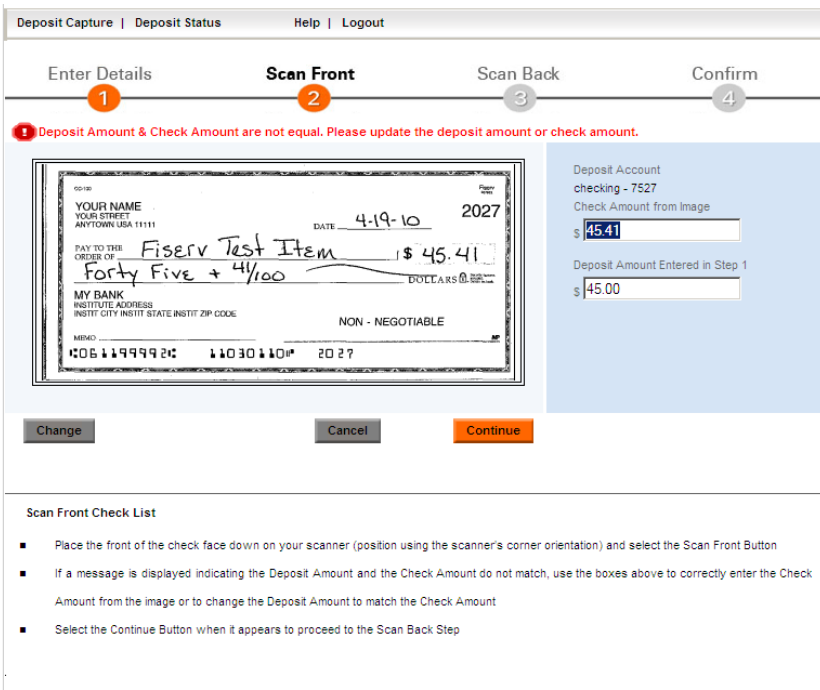 Deposit Capture | Deposit Status Help | Logout
Enter Details Scan Front Scan Back Confirm
1 2 3 4
Deposit Amount & Check Amount are not equal. Please update the deposit amount or check amount.
CO-100
YOUR NAME
YOUR STREET
ANYTOWN USA 11111
DATE 4-19-10
2027
PAY TO THE
ORDER OF Fiserv Test Item $ 45.41
Forty Five + 41/100 DOLLARS
MY BANK
INSTITUTE ADDRESS
INSTIT CITY INSTIT STATE INSTIT ZIP CODE
NON - NEGOTIABLE
MEMO MP
⑆061199992⑆ 11030110⑈ 2027
Deposit Account
checking - 7527
Check Amount from Image
$ 45.41
Deposit Amount Entered in Step 1
$ 45.00
Change Cancel Continue
Scan Front Check List
Place the front of the check face down on your scanner (position using the scanner's corner orientation) and select the Scan Front Button
If a message is displayed indicating the Deposit Amount and the Check Amount do not match, use the boxes above to correctly enter the Check
Amount from the image or to change the Deposit Amount to match the Check Amount
Select the Continue Button when it appears to proceed to the Scan Back Step